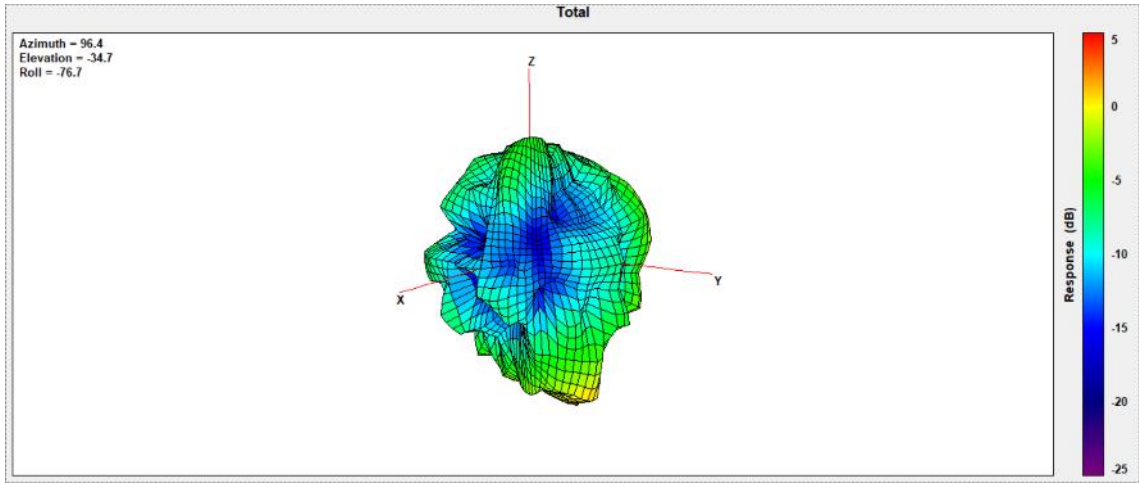 Total
Azimuth = 96.4
Elevation = -34.7
Roll = -76.7
Z
Y
X
5
0
-5
-10
-15
-20
-25
Response (dB)